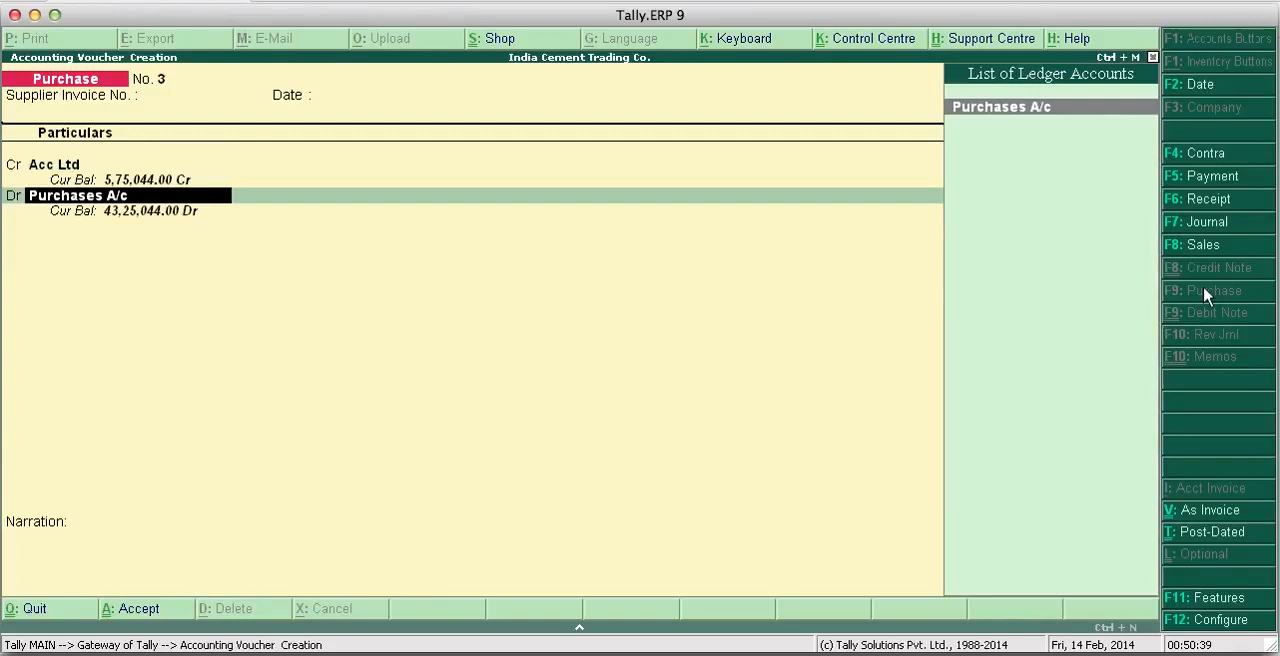 Tally.ERP 9
P: Print E: Export M: E-Mail O: Upload S: Shop G: Language K: Keyboard K: Control Centre H: Support Centre H: Help
Accounting Voucher Creation India Cement Trading Co. Ctrl + M
Purchase No. 3
Supplier Invoice No. : Date :
Particulars
Cr Acc Ltd
Cur Bal: 5,75,044.00 Cr
Dr Purchases A/c
Cur Bal: 43,25,044.00 Dr
Narration:
List of Ledger Accounts
Purchases A/c
F1: Accounts Buttons
F1: Inventory Buttons
F2: Date
F3: Company
F4: Contra
F5: Payment
F6: Receipt
F7: Journal
F8: Sales
F8: Credit Note
F9: Purchase
F9: Debit Note
F10: Rev Jrnl
F10: Memos
I: Acct Invoice
V: As Invoice
T: Post-Dated
L: Optional
F11: Features
F12: Configure
Q: Quit A: Accept D: Delete X: Cancel
Ctrl + N
Tally MAIN --> Gateway of Tally --> Accounting Voucher Creation (c) Tally Solutions Pvt. Ltd., 1988-2014 Fri, 14 Feb, 2014 00:50:39